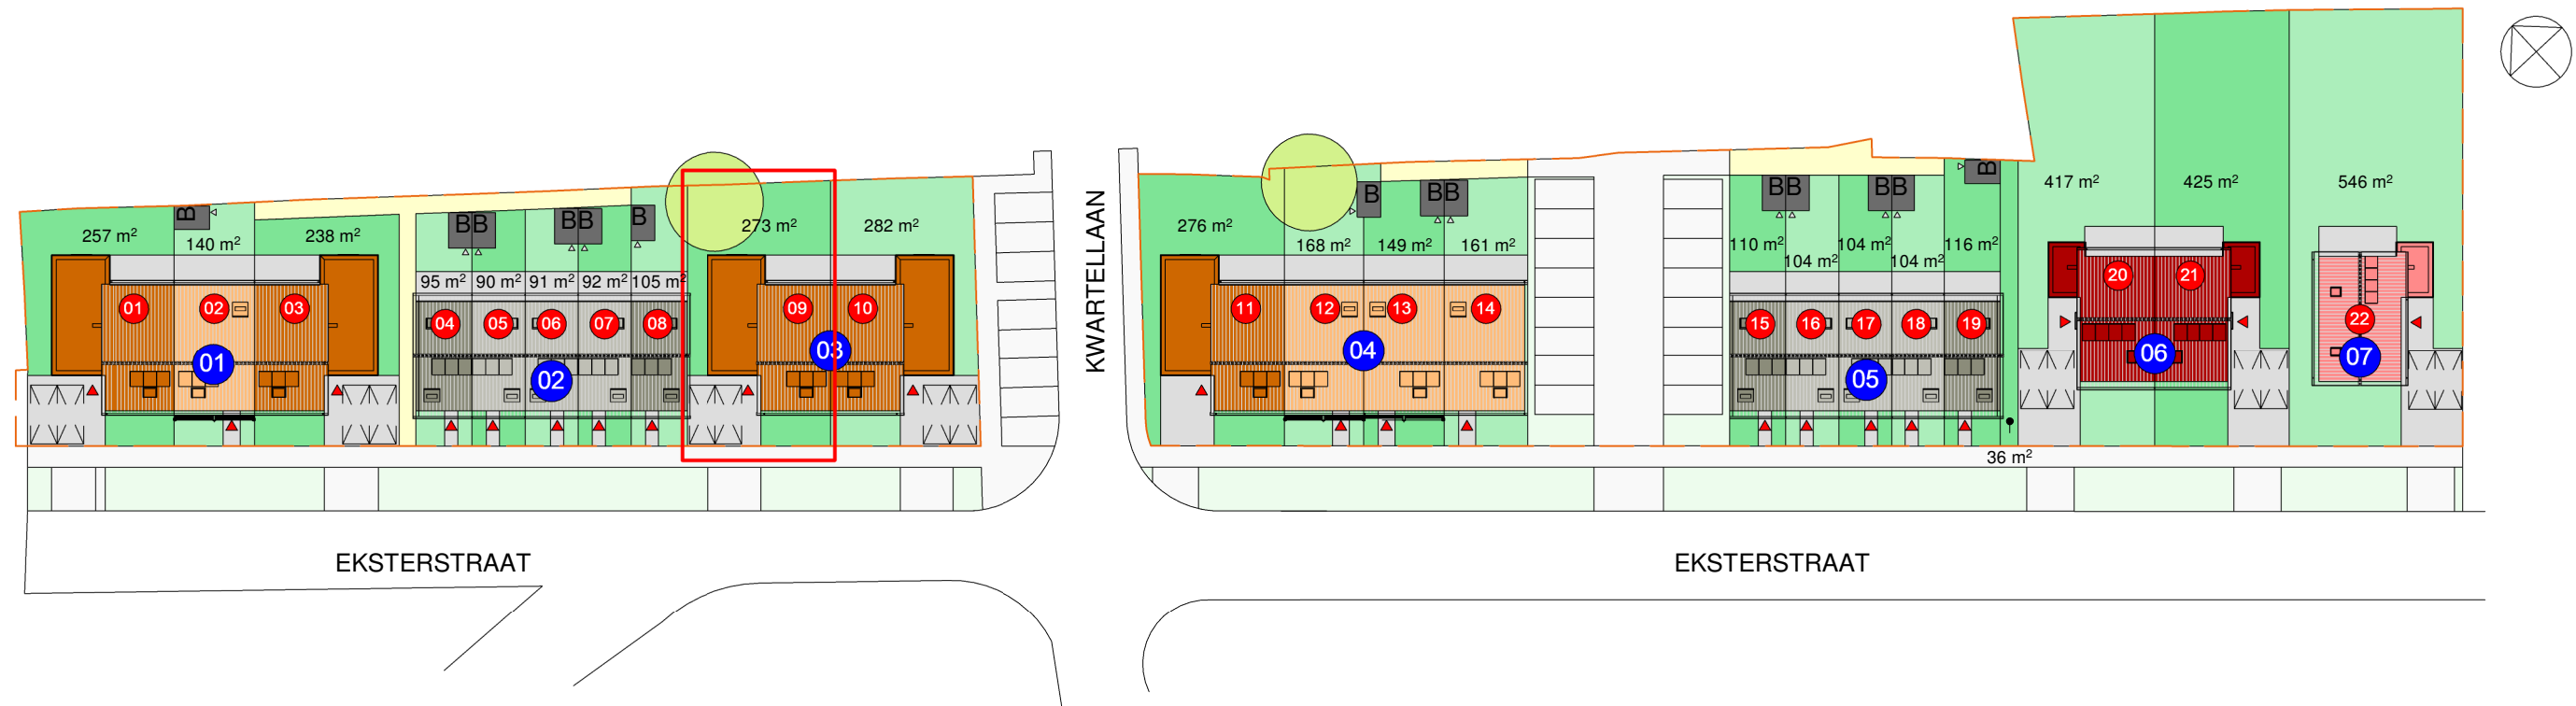 417 m²
425 m²
546 m²
257 m²
B
140 m²
238 m²
BB
BB
B
273 m²
282 m²
276 m²
B
BB
168 m²
149 m²
161 m²
BB
BB
B
110 m²
104 m²
104 m²
104 m²
116 m²
95 m²
90 m²
91 m²
92 m²
105 m²
01
02
03
04
05
06
07
08
09
10
11
12
13
14
15
16
17
18
19
20
21
22
01
02
03
04
05
06
07
36 m²
KWARTELLAAN
EKSTERSTRAAT
EKSTERSTRAAT